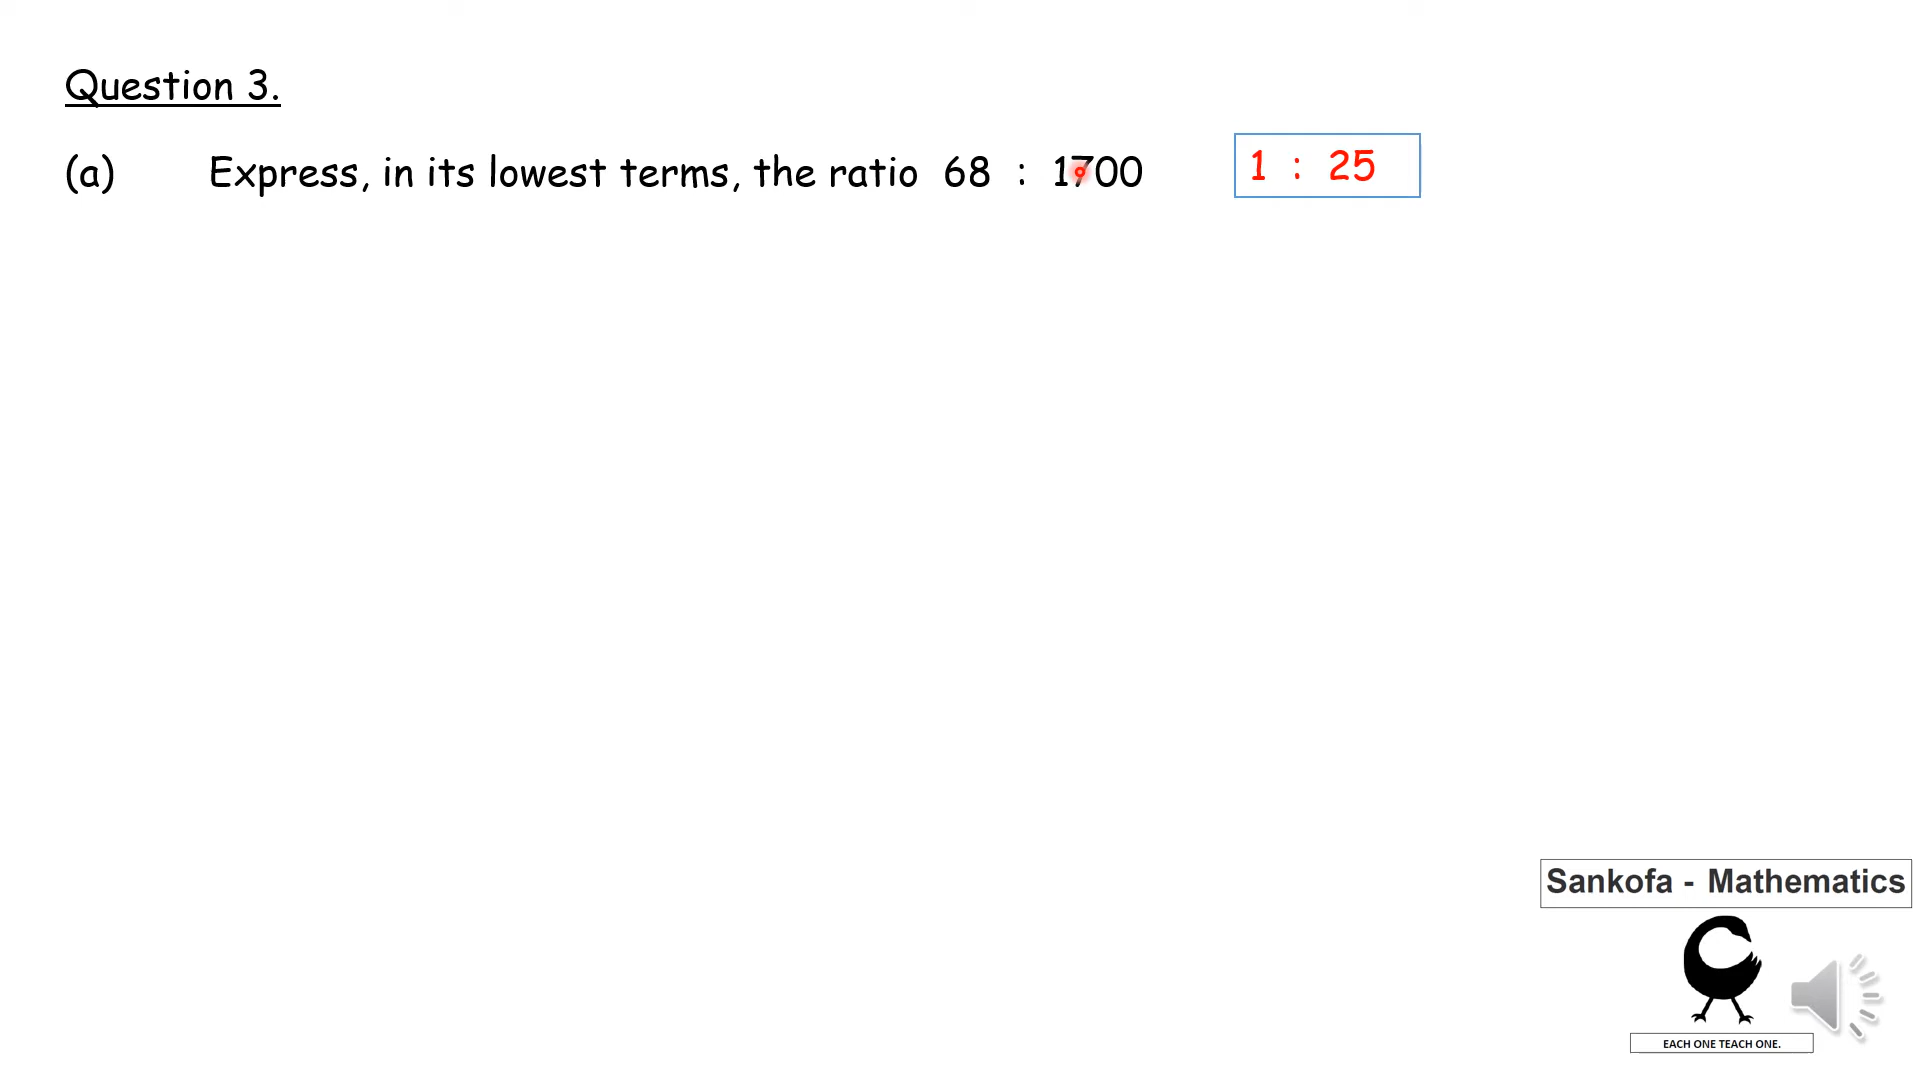 Question 3.
(a) Express, in its lowest terms, the ratio 68 : 1700 1 : 25
Sankofa - Mathematics
EACH ONE TEACH ONE.